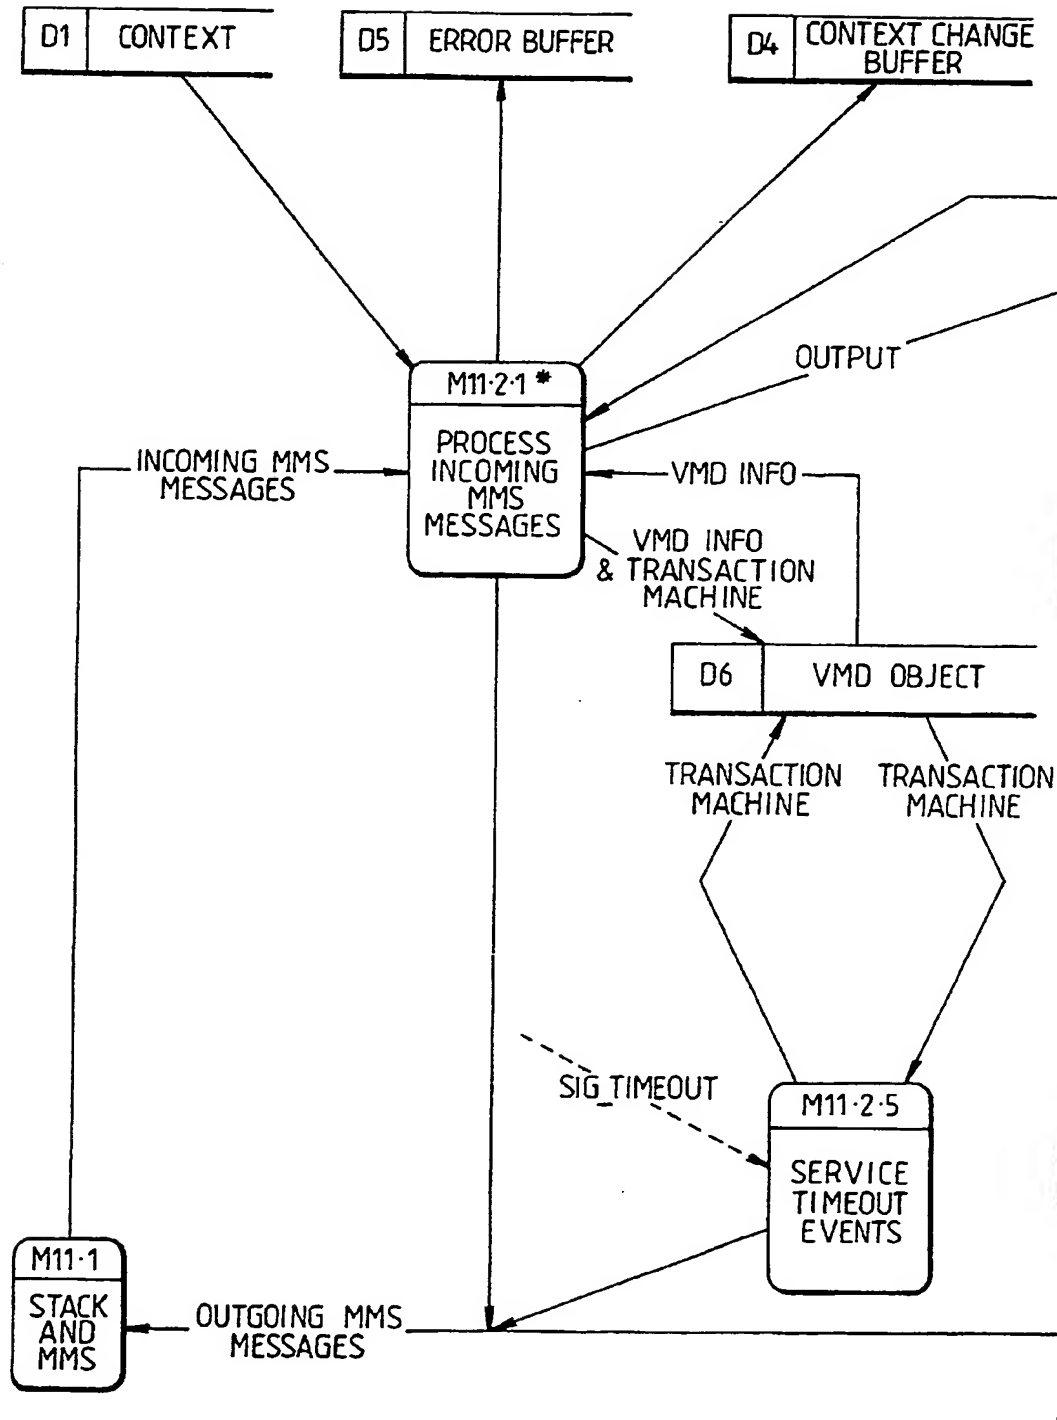 D1 CONTEXT
D5 ERROR BUFFER
D4 CONTEXT CHANGE
BUFFER
OUTPUT
M11·2·1 *
PROCESS
INCOMING
MMS
MESSAGES
INCOMING MMS
MESSAGES
VMD INFO
VMD INFO
& TRANSACTION
MACHINE
D6 VMD OBJECT
TRANSACTION
MACHINE
TRANSACTION
MACHINE
SIG_TIMEOUT
M11·2·5
SERVICE
TIMEOUT
EVENTS
M11·1
STACK
AND
MMS
OUTGOING MMS
MESSAGES